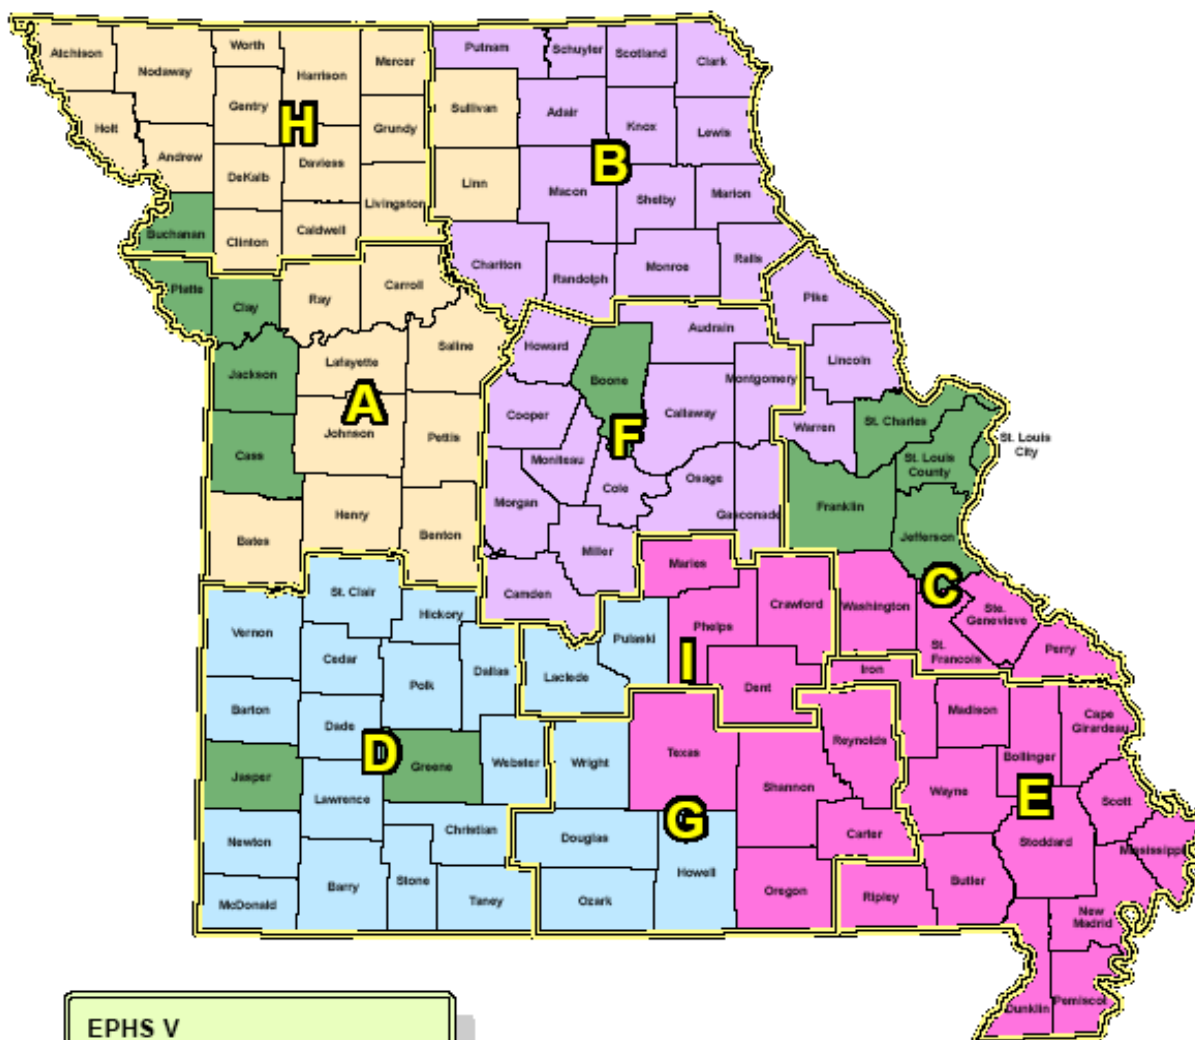 Atchison
Nodaway
Worth
Harrison
Mercer
Putnam
Schuyler
Scotland
Clark
Holt
Gentry
H
Grundy
Sullivan
Adair
Knox
Lewis
Andrew
DeKalb
Daviess
Linn
B
Macon
Shelby
Marion
Livingston
Buchanan
Clinton
Caldwell
Chariton
Randolph
Monroe
Ralls
Platte
Clay
Ray
Carroll
Pike
Jackson
Lafayette
Saline
Howard
Boone
Audrain
Lincoln
Montgomery
A
Johnson
Pettis
Cooper
Callaway
F
Warren
St. Charles
St. Louis
City
St. Louis
County
Cass
Moniteau
Morgan
Cole
Osage
Gasconade
Franklin
Jefferson
Bates
Henry
Benton
Miller
Maries
C
Camden
St. Clair
Hickory
Vernon
Crawford
Washington
Ste.
Genevieve
Phelps
Pulaski
St.
Francois
Perry
Cedar
Polk
Dallas
Laclede
I
Dent
Iron
Barton
Dade
Madison
Cape
Girardeau
Reynolds
Bollinger
D
Greene
Webster
Wright
Texas
Jasper
Lawrence
Shannon
Wayne
E
Scott
Christian
Newton
Douglas
G
Carter
Stoddard
Mississippi
McDonald
Barry
Stone
Taney
Ozark
Howell
Oregon
Ripley
Butler
New
Madrid
Dunklin
Pemiscot
EPHS V